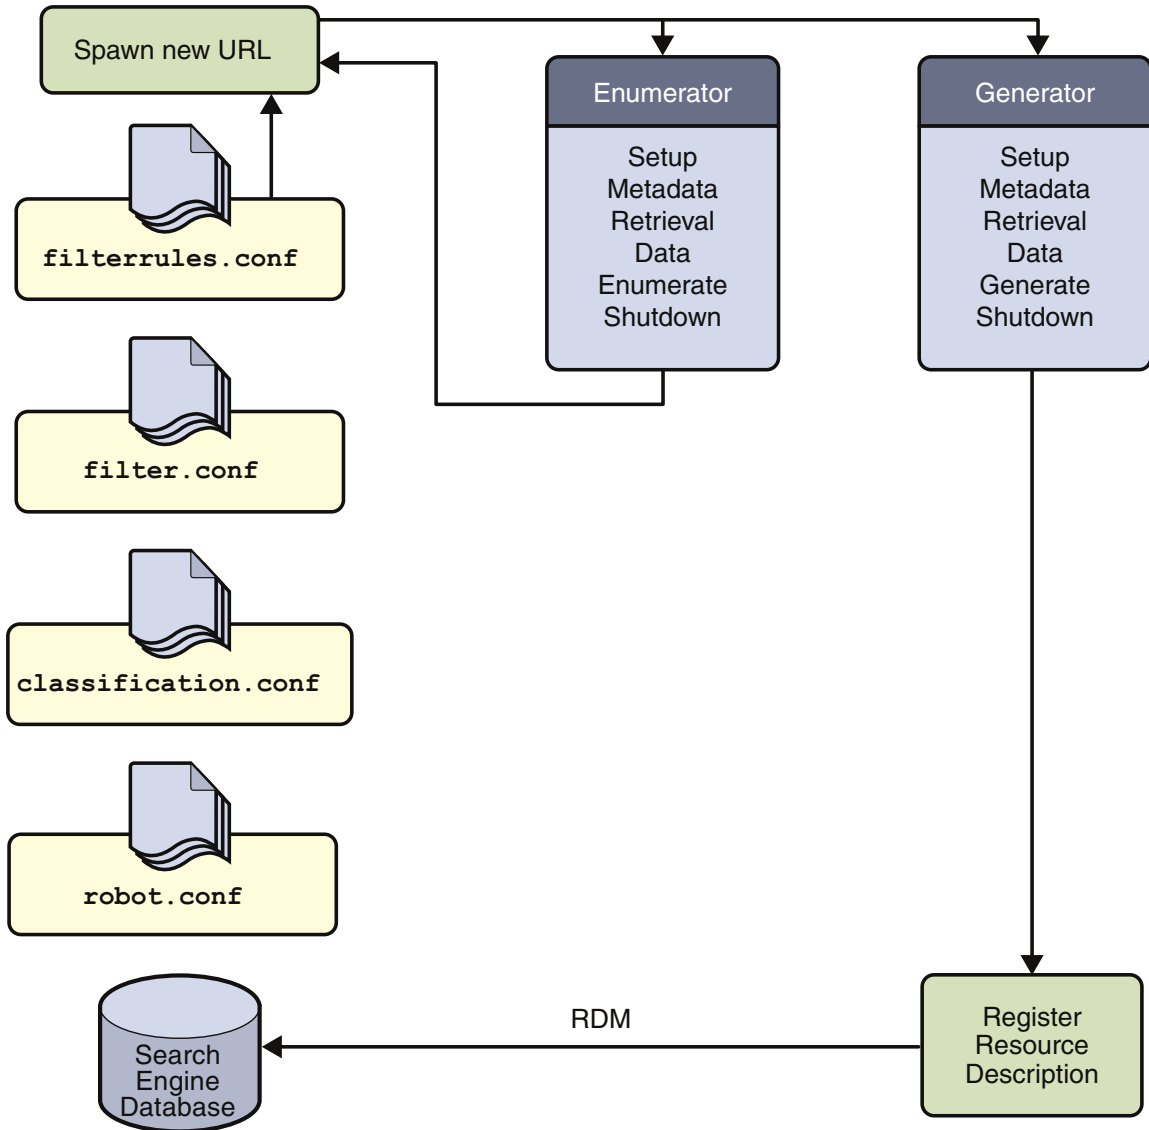 Spawn new URL
Enumerator
Setup
Metadata
Retrieval
Data
Enumerate
Shutdown
Generator
Setup
Metadata
Retrieval
Data
Generate
Shutdown
filterrules.conf
filter.conf
classification.conf
robot.conf
Search
Engine
Database
RDM
Register
Resource
Description